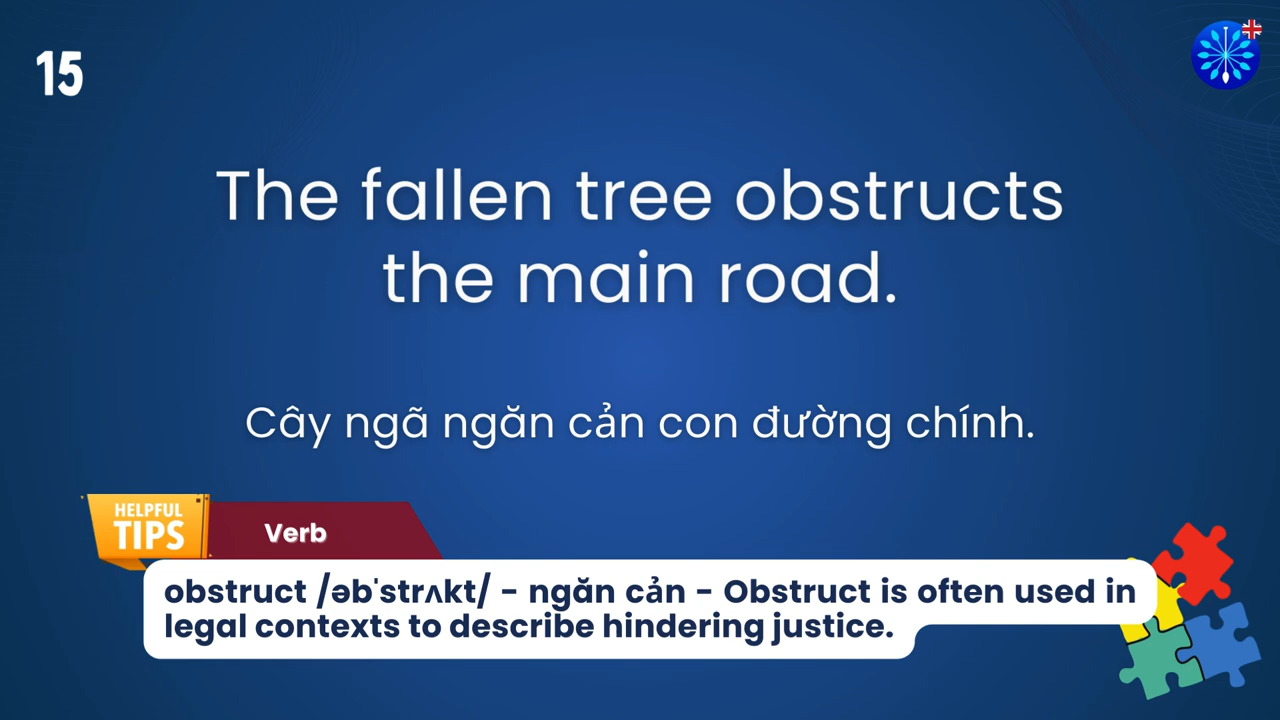 15
The fallen tree obstructs
the main road.
Cây ngã ngăn cản con đường chính.
HELPFUL
TIPS
Verb
obstruct /əbˈstrʌkt/ - ngăn cản - Obstruct is often used in
legal contexts to describe hindering justice.